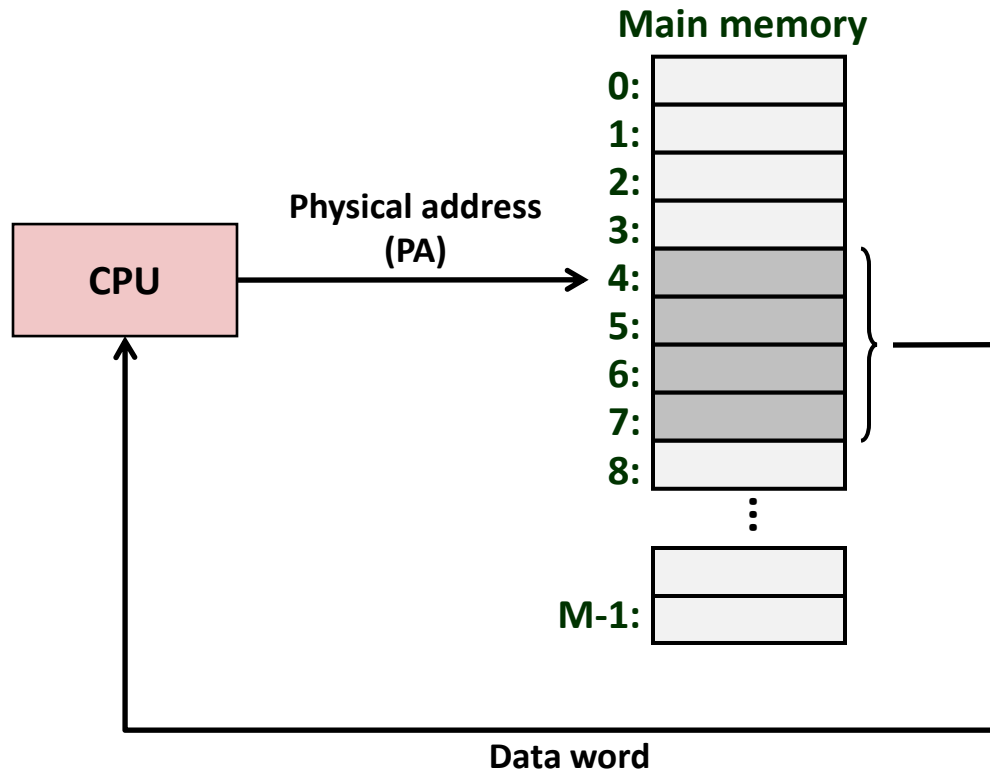 Main memory
0:
1:
2:
3:
Physical address
(PA)
CPU
4:
5:
6:
7:
8:
M-1:
Data word